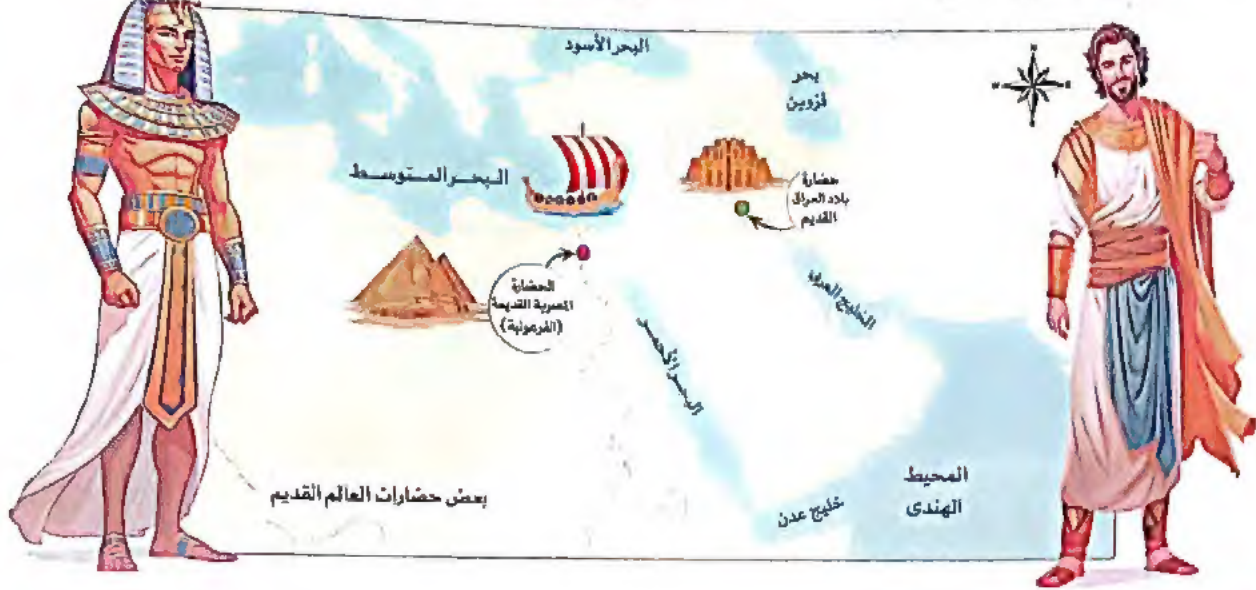 البحر الأسود
بحر
قزوين
N
W
E
S
البحر المتوسط
حضارة
بلاد العراق
القديم
الحضارة
المصرية القديمة
(الفرعونية)
الخليج العربى
البحر الأحمر
المحيط
الهندى
خليج عدن
بعض حضارات العالم القديم